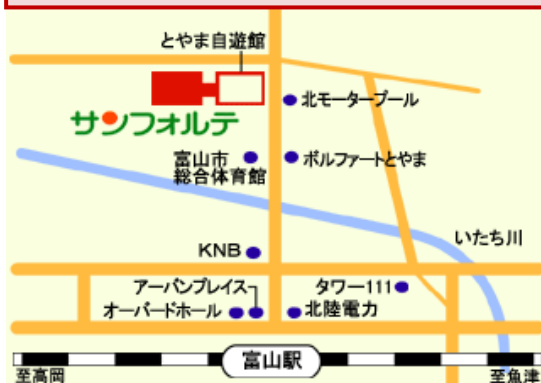 とやま自遊館
サンフォルテ
北モータープール
富山市
総合体育館
ボルファートとやま
いたち川
KNB
アーバンプレイス
タワー111
オーバードホール
北陸電力
富山駅
至高岡
至魚津